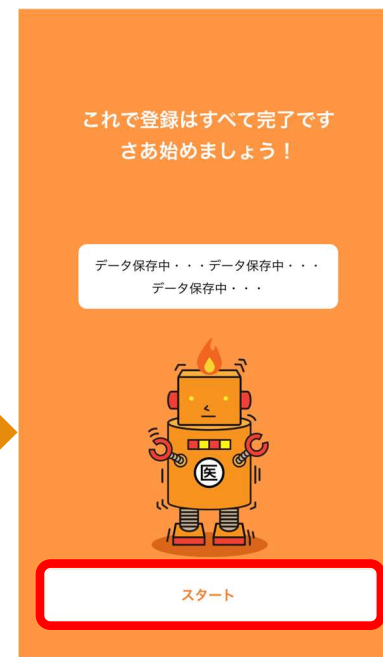 これで登録はすべて完了です
さあ始めましょう！
データ保存中・・・データ保存中・・・
データ保存中・・・
医
スタート